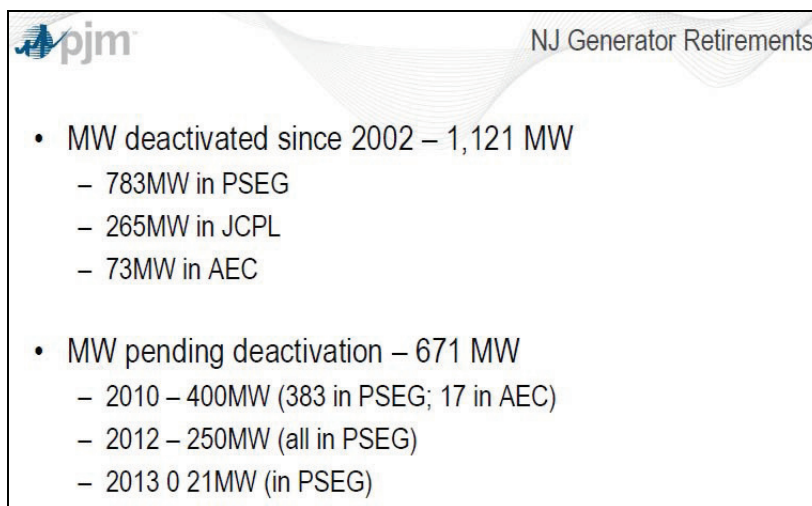 pjm
NJ Generator Retirements
• MW deactivated since 2002 – 1,121 MW
– 783MW in PSEG
– 265MW in JCPL
– 73MW in AEC
• MW pending deactivation – 671 MW
– 2010 – 400MW (383 in PSEG; 17 in AEC)
– 2012 – 250MW (all in PSEG)
– 2013 0 21MW (in PSEG)